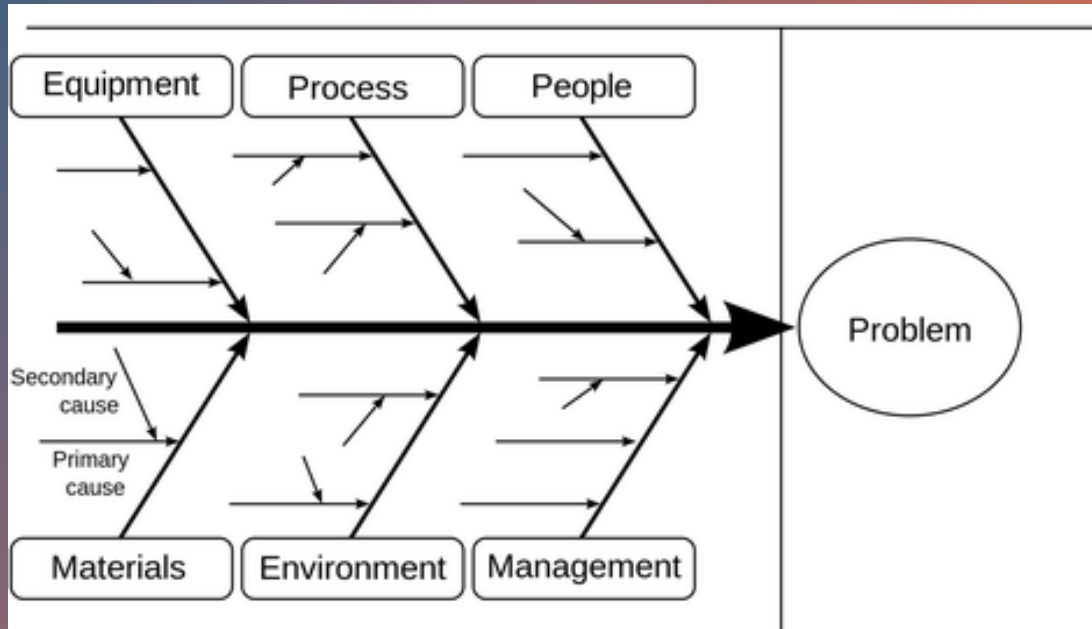 Equipment
Process
People
Problem
Secondary
cause
Primary
cause
Materials
Environment
Management